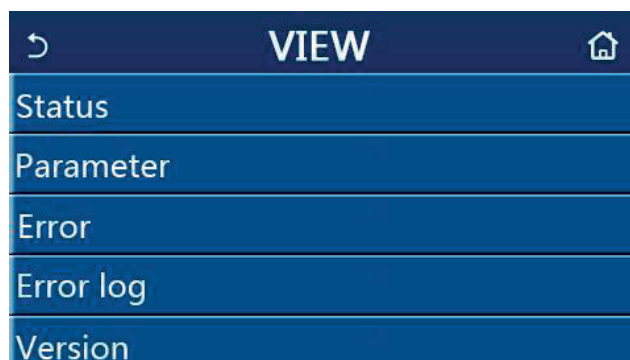 VIEW
Status
Parameter
Error
Error log
Version